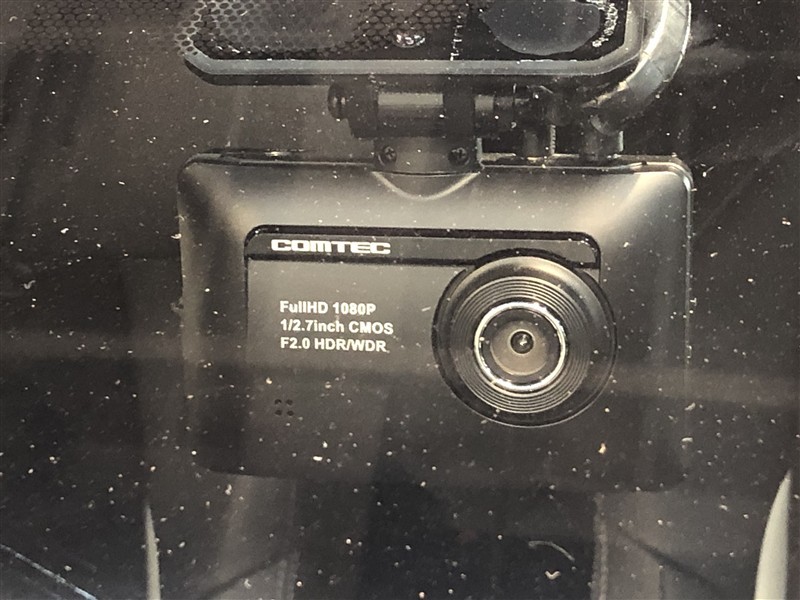 COMTEC
FullHD 1080P
1/2.7inch CMOS
F2.0 HDR/WDR